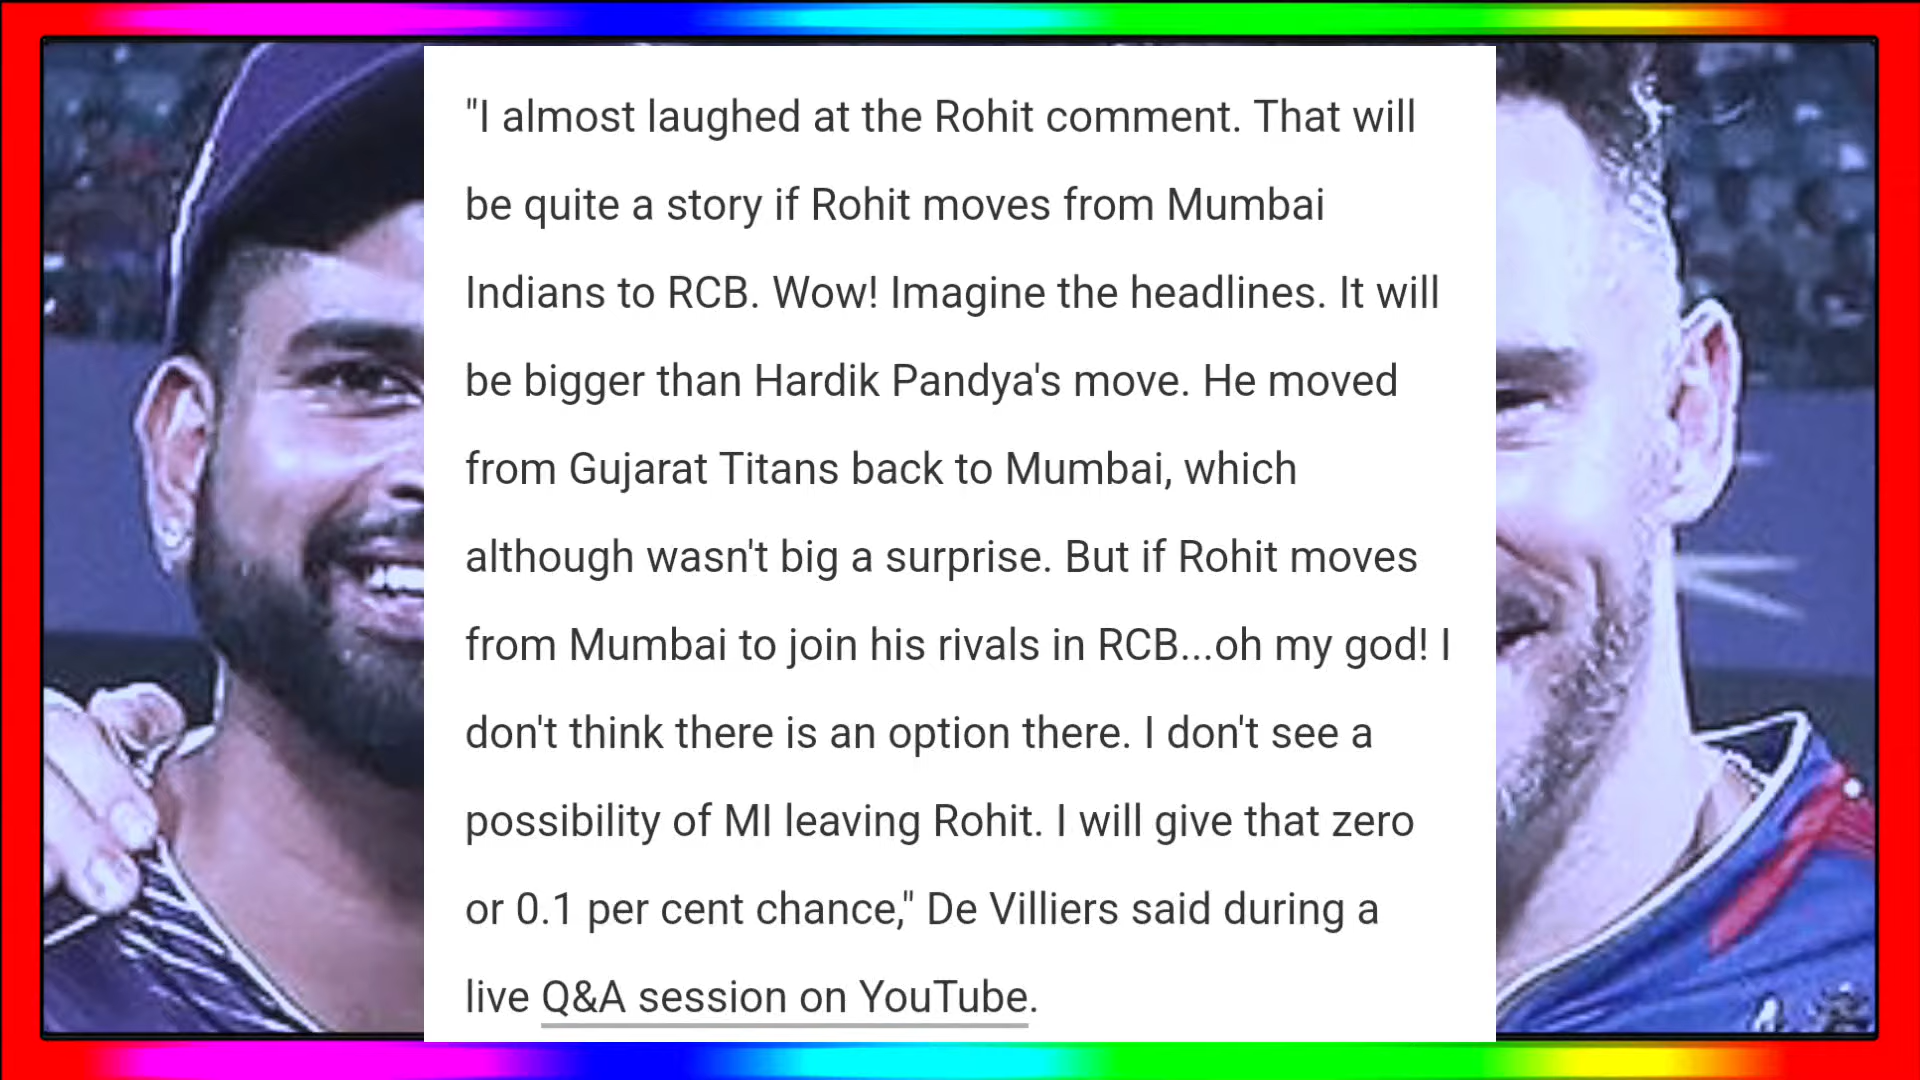 "I almost laughed at the Rohit comment. That will
be quite a story if Rohit moves from Mumbai
Indians to RCB. Wow! Imagine the headlines. It will
be bigger than Hardik Pandya's move. He moved
from Gujarat Titans back to Mumbai, which
although wasn't big a surprise. But if Rohit moves
from Mumbai to join his rivals in RCB...oh my god! I
don't think there is an option there. I don't see a
possibility of MI leaving Rohit. I will give that zero
or 0.1 per cent chance," De Villiers said during a
live Q&A session on YouTube.